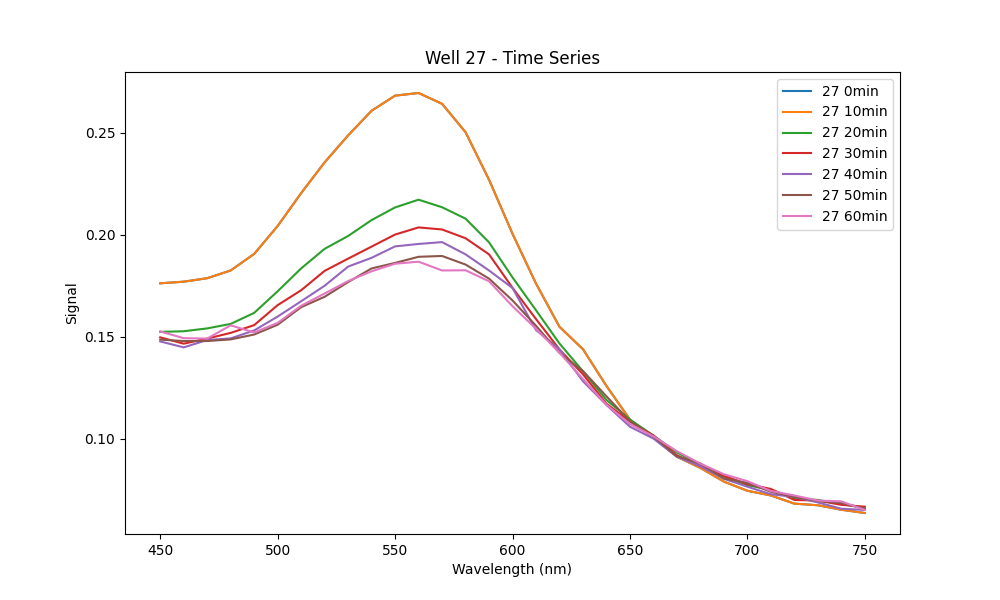 Well 27 - Time Series
27 0min
27 10min
27 20min
27 30min
27 40min
27 50min
27 60min
Signal
0.25
0.20
0.15
0.10
450 500 550 600 650 700 750
Wavelength (nm)